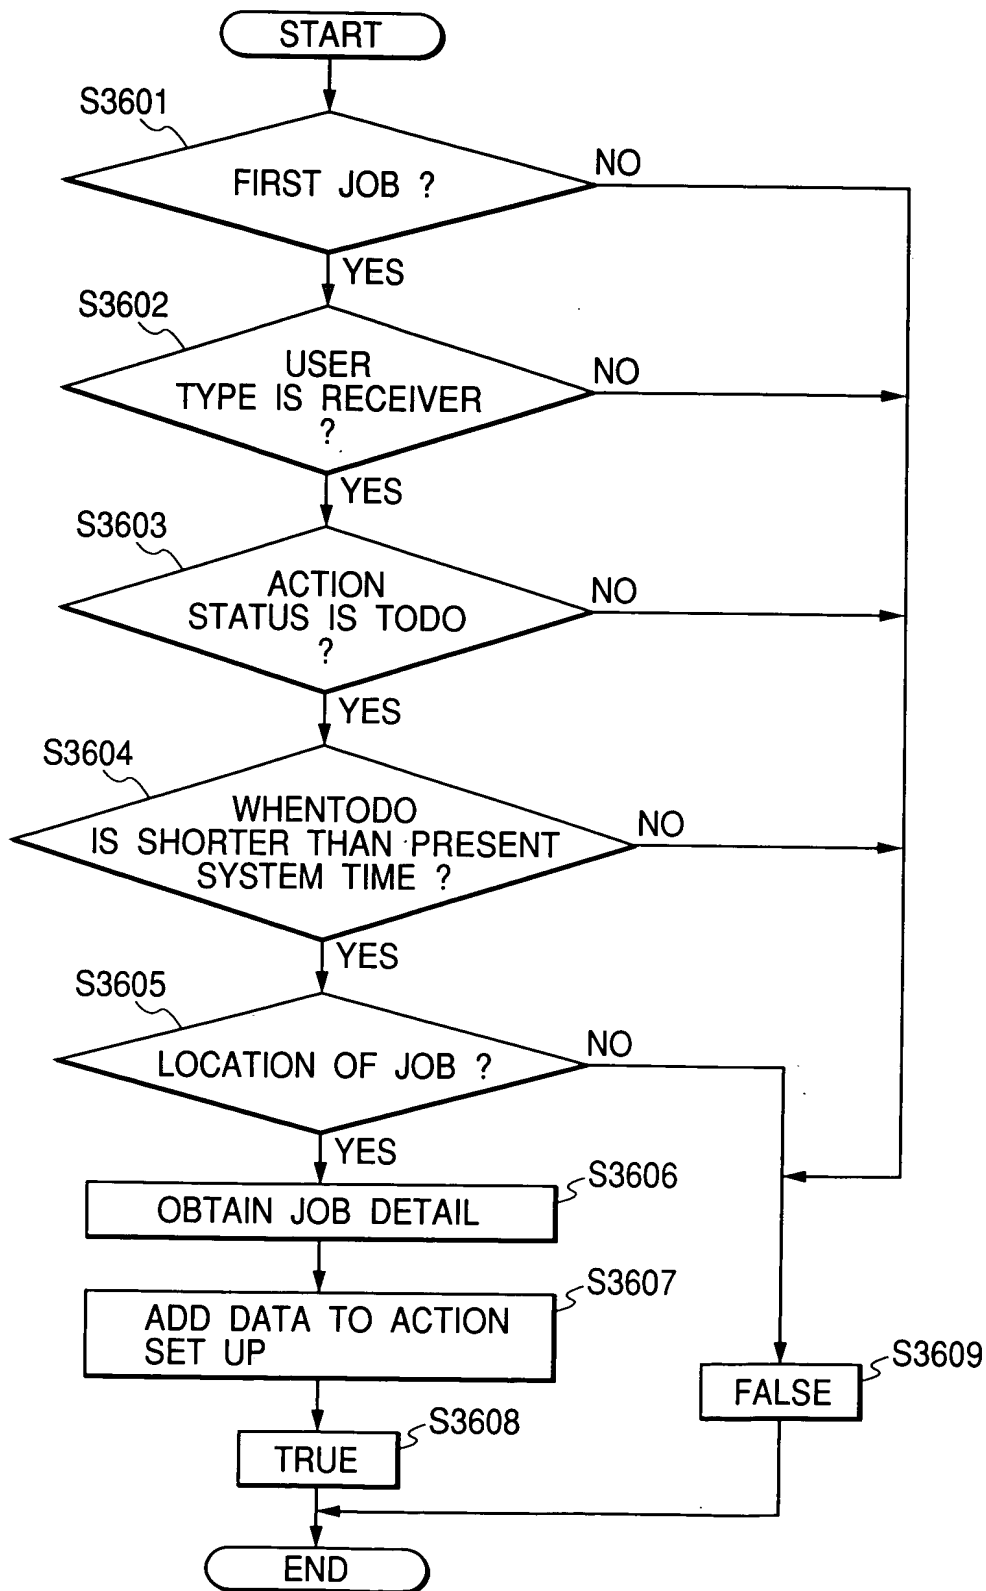 START
S3601
FIRST JOB ?
NO
YES
S3602
USER
TYPE IS RECEIVER
?
NO
YES
S3603
ACTION
STATUS IS TODO
?
NO
YES
S3604
WHENTODO
IS SHORTER THAN PRESENT
SYSTEM TIME ?
NO
YES
S3605
LOCATION OF JOB ?
NO
YES
S3606
OBTAIN JOB DETAIL
S3607
ADD DATA TO ACTION
SET UP
S3609
FALSE
S3608
TRUE
END